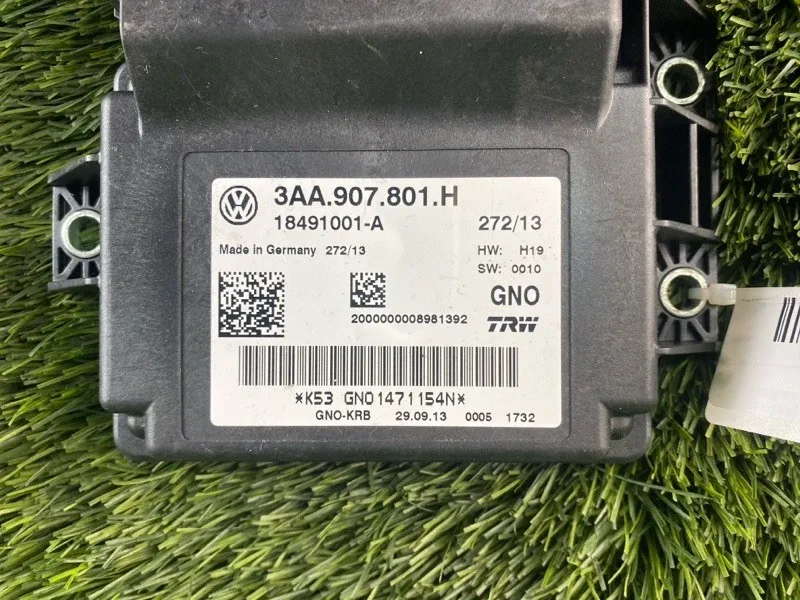 3AA.907.801.H
18491001-A 272/13
Made in Germany 272/13 HW: H19
SW: 0010
GNO
2000000008981392 TRW
*K53 GNO1471154N*
GNO-KRB 29.09.13 0005 1732